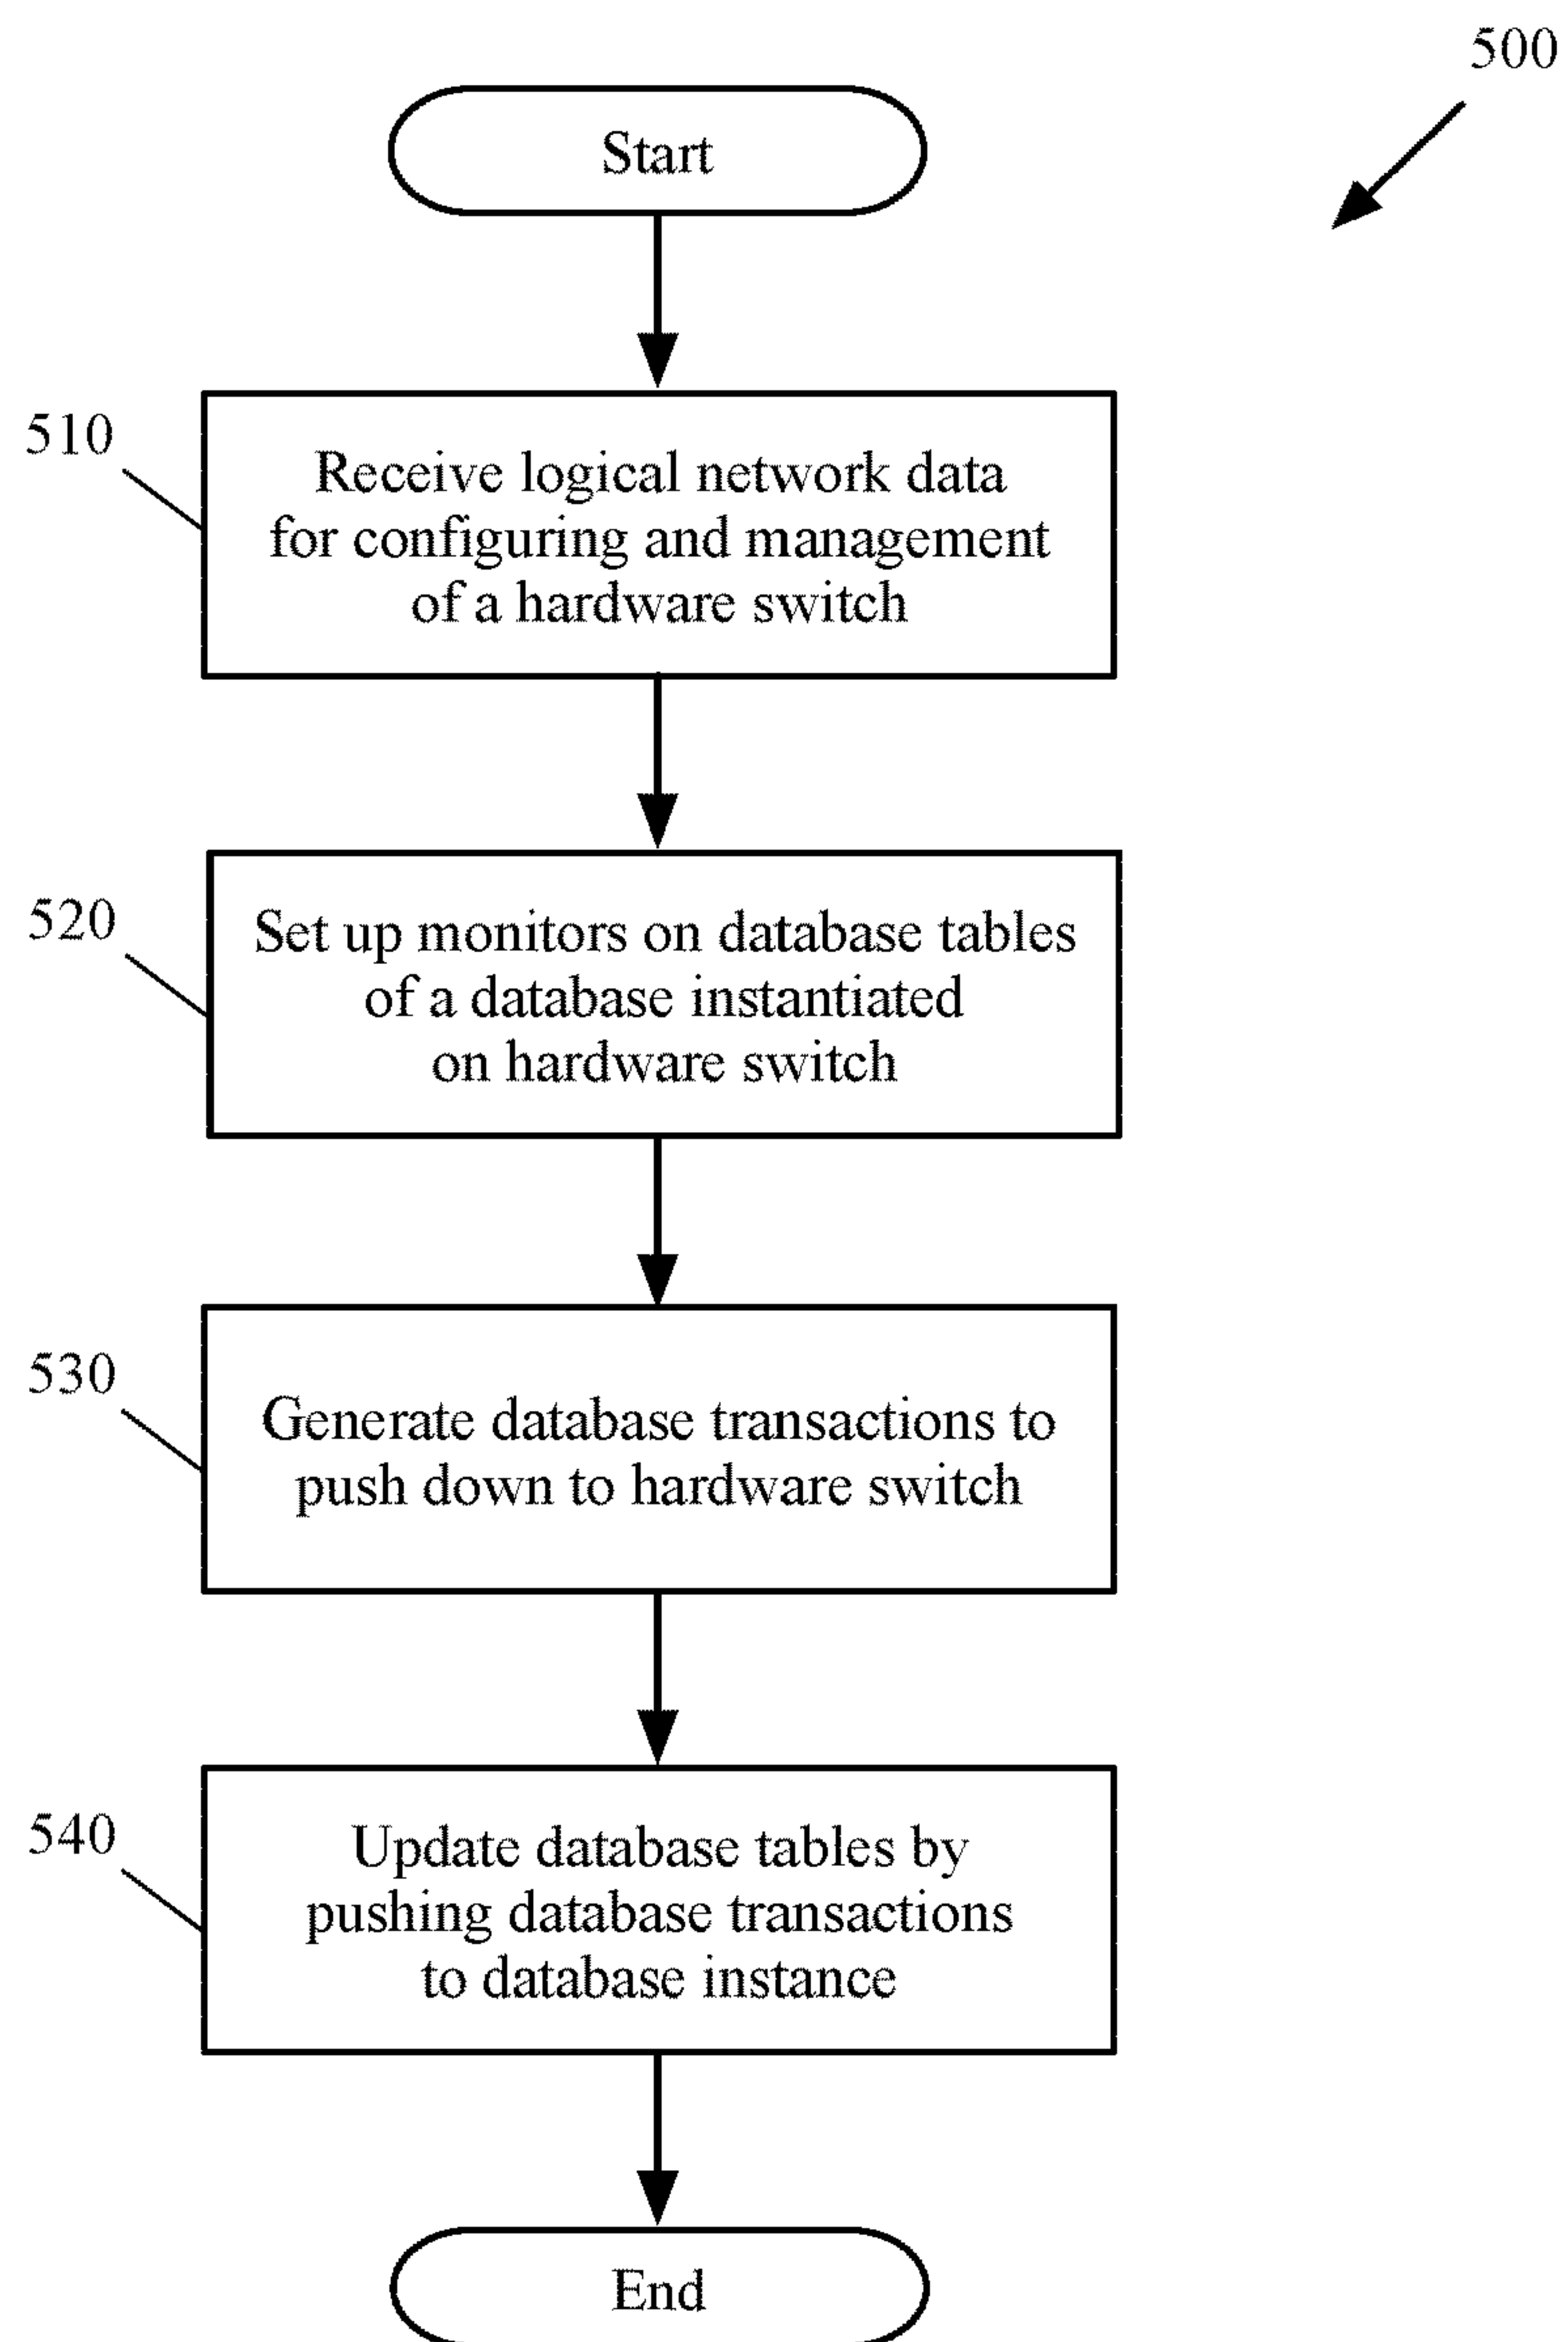 500
Start
510
Receive logical network data
for configuring and management
of a hardware switch
520
Set up monitors on database tables
of a database instantiated
on hardware switch
530
Generate database transactions to
push down to hardware switch
540
Update database tables by
pushing database transactions
to database instance
End